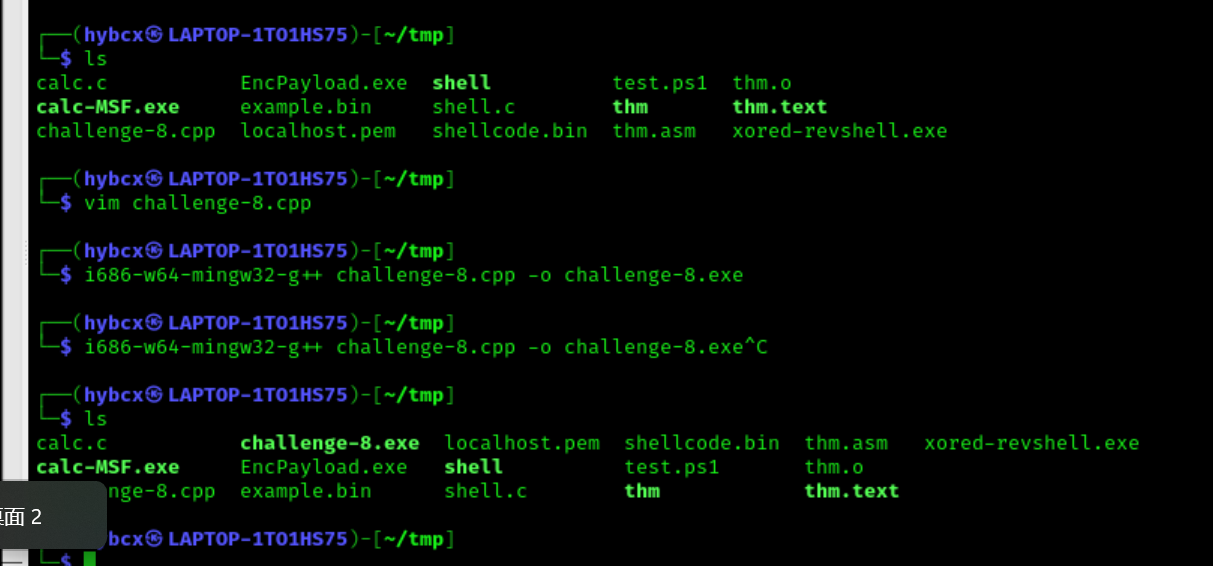 ┌──(hybcx㉿LAPTOP-1TO1HS75)-[~/tmp]
└─$ ls
calc.c           EncPayload.exe  shell          test.ps1  thm.o
calc-MSF.exe     example.bin     shell.c        thm       thm.text
challenge-8.cpp  localhost.pem   shellcode.bin  thm.asm   xored-revshell.exe
┌──(hybcx㉿LAPTOP-1TO1HS75)-[~/tmp]
└─$ vim challenge-8.cpp
┌──(hybcx㉿LAPTOP-1TO1HS75)-[~/tmp]
└─$ i686-w64-mingw32-g++ challenge-8.cpp -o challenge-8.exe
┌──(hybcx㉿LAPTOP-1TO1HS75)-[~/tmp]
└─$ i686-w64-mingw32-g++ challenge-8.cpp -o challenge-8.exe^C
┌──(hybcx㉿LAPTOP-1TO1HS75)-[~/tmp]
└─$ ls
calc.c           challenge-8.exe  localhost.pem  shellcode.bin  thm.asm   xored-revshell.exe
calc-MSF.exe     EncPayload.exe   shell          test.ps1       thm.o
nge-8.cpp  example.bin      shell.c        thm            thm.text
面 2
bcx㉿LAPTOP-1TO1HS75)-[~/tmp]
└─$